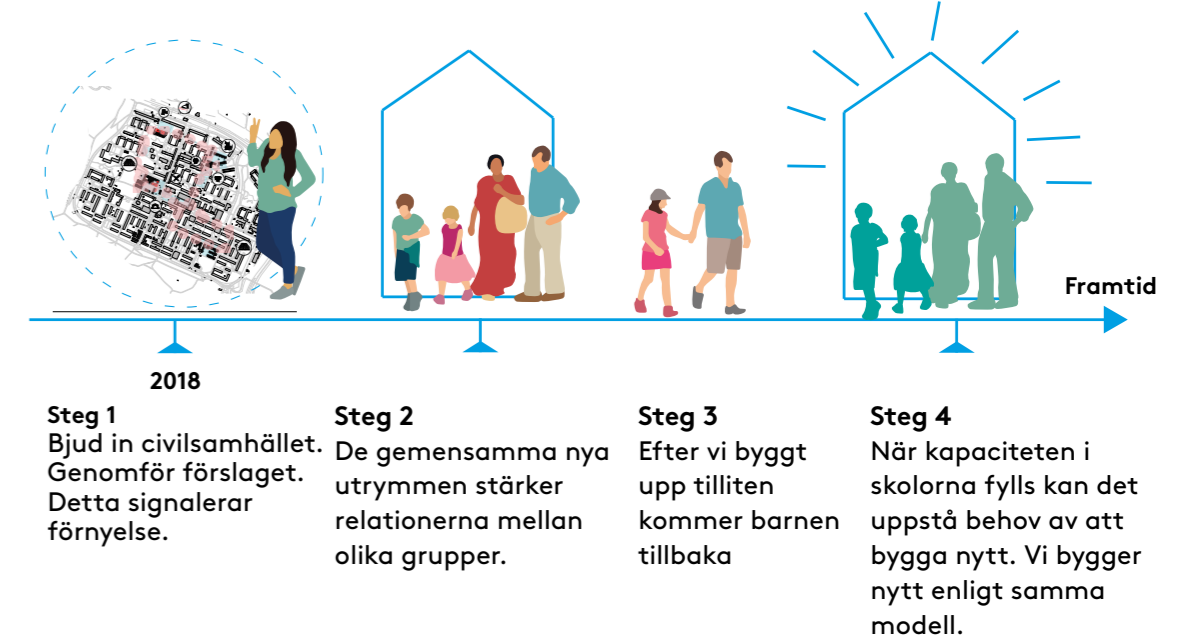 Framtid
2018
Steg 1
Bjud in civilsamhället.
Genomför förslaget.
Detta signalerar
förnyelse.
Steg 2
De gemensamma nya
utrymmen stärker
relationerna mellan
olika grupper.
Steg 3
Efter vi byggt
upp tilliten
kommer barnen
tillbaka
Steg 4
När kapaciteten i
skolorna fylls kan det
uppstå behov av att
bygga nytt. Vi bygger
nytt enligt samma
modell.